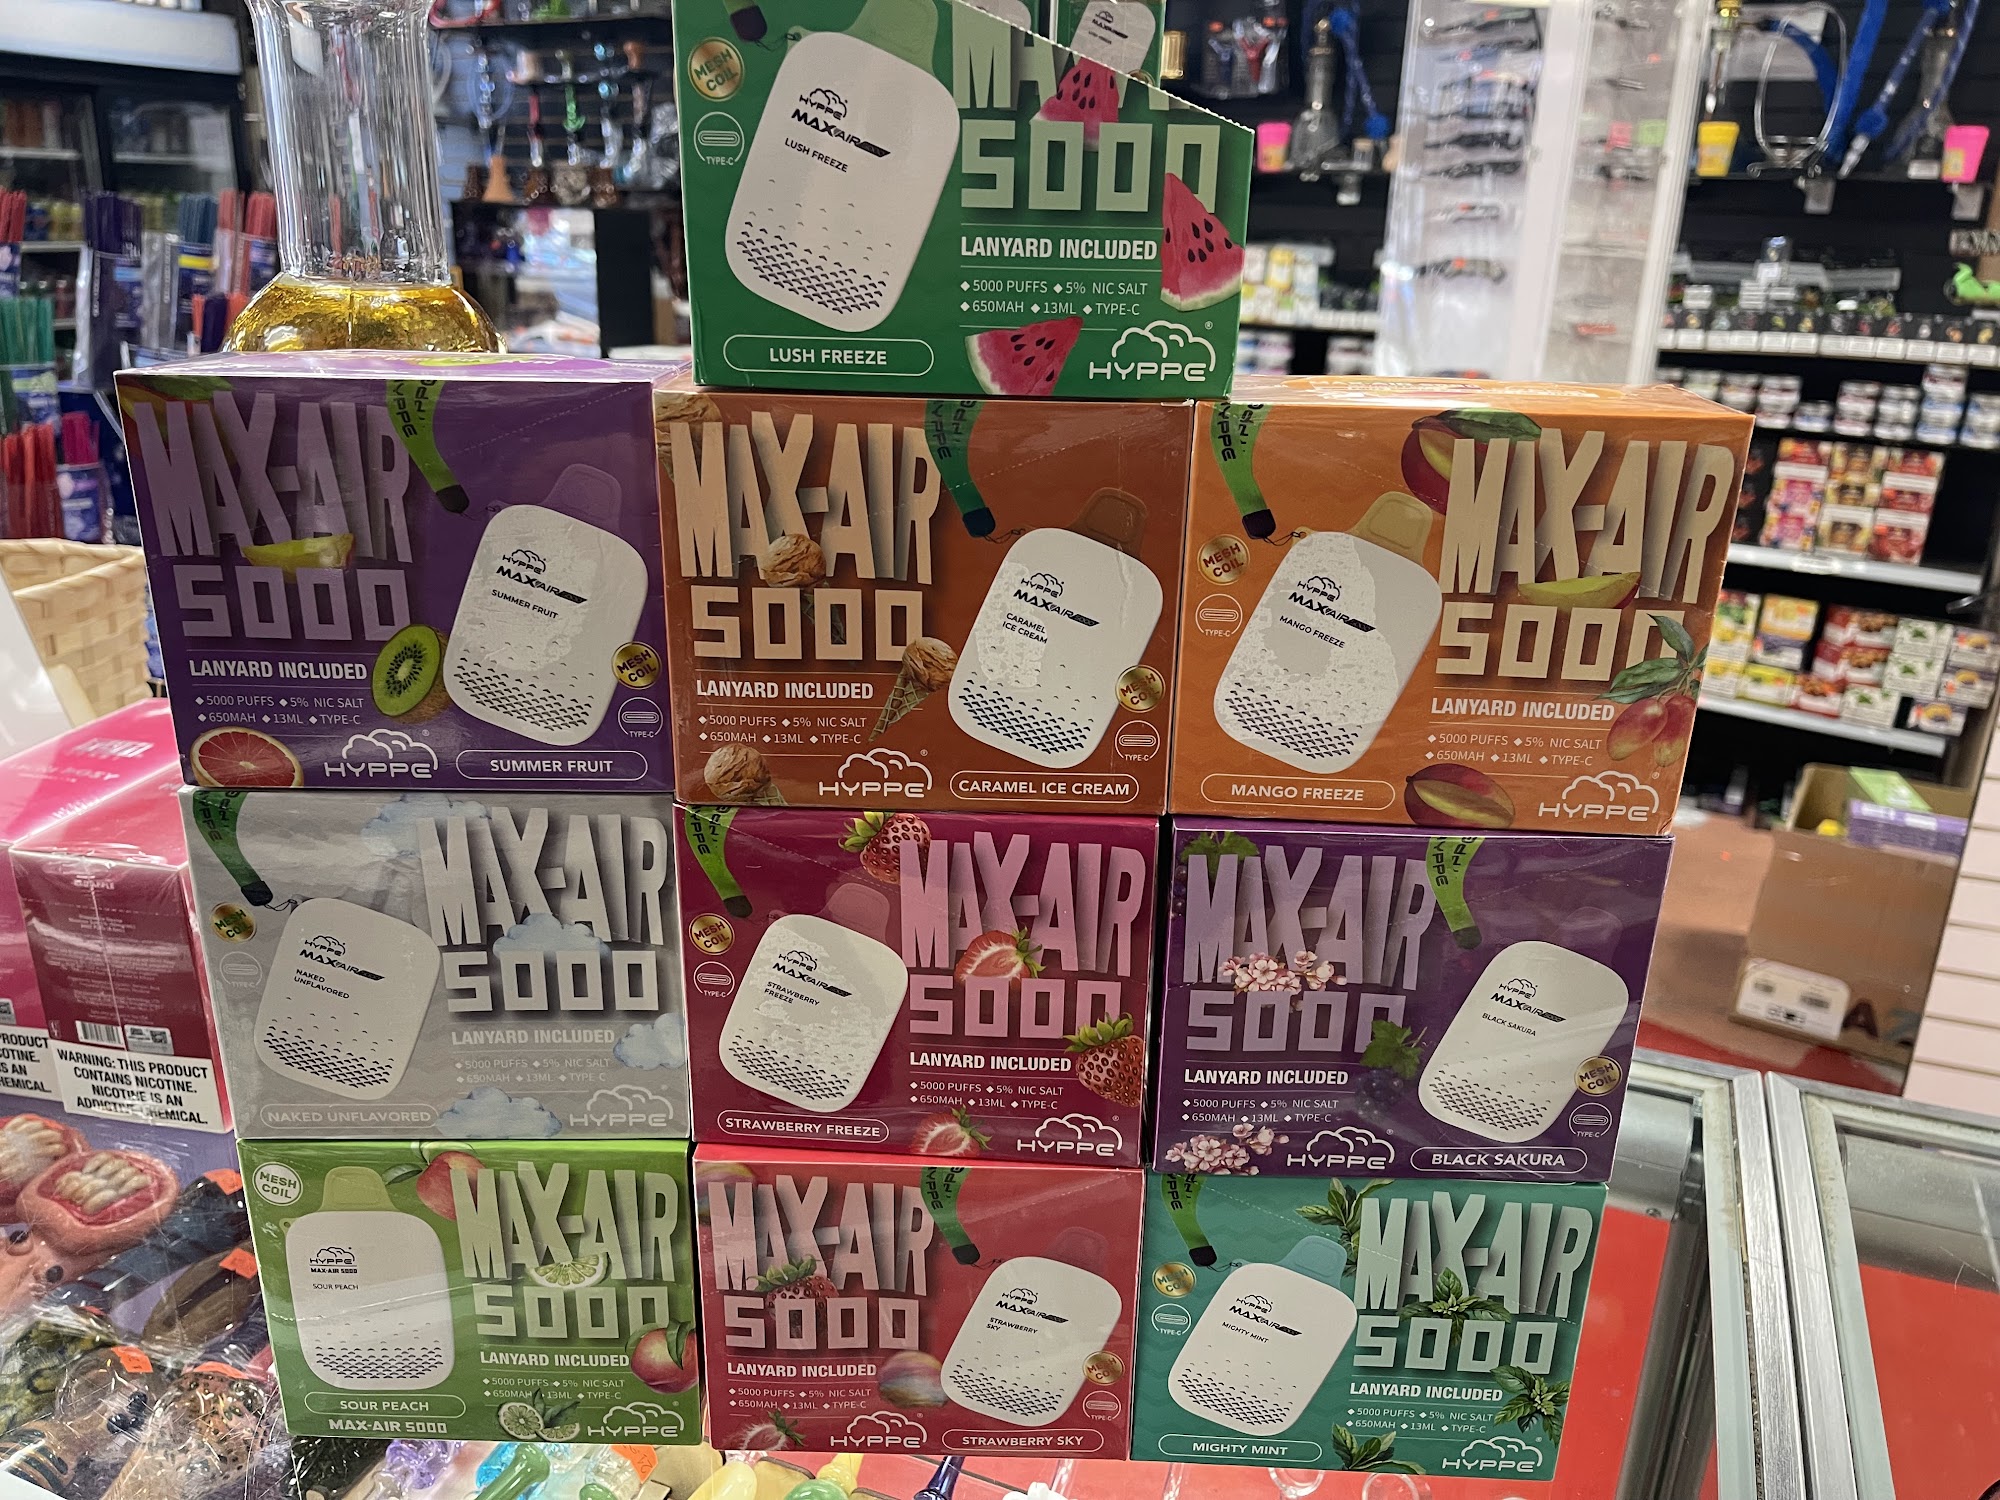 MESH
COIL
TYPE-C
HYPPE
MAX AIR
LUSH FREEZE
5000
LANYARD INCLUDED
5000 PUFFS 5% NIC SALT
650MAH 13ML TYPE-C
LUSH FREEZE
HYPPE
MAX-AIR
5000
LANYARD INCLUDED
5000 PUFFS 5% NIC SALT
650MAH 13ML TYPE-C
HYPPE
HYPPE
MAX AIR
SUMMER FRUIT
MESH
COIL
TYPE-C
SUMMER FRUIT
MAX-AIR
5000
LANYARD INCLUDED
5000 PUFFS 5% NIC SALT
650MAH 13ML TYPE-C
HYPPE
HYPPE
MAX AIR
CARAMEL
ICE CREAM
MESH
COIL
TYPE-C
CARAMEL ICE CREAM
MESH
COIL
TYPE-C
HYPPE
MAX AIR
MANGO FREEZE
MANGO FREEZE
MAX-AIR
5000
LANYARD INCLUDED
5000 PUFFS 5% NIC SALT
650MAH 13ML TYPE-C
HYPPE
MESH
COIL
TYPE-C
HYPPE
MAX AIR
NAKED
UNFLAVORED
NAKED UNFLAVORED
MAX-AIR
5000
LANYARD INCLUDED
5000 PUFFS 5% NIC SALT
650MAH 13ML TYPE-C
HYPPE
MESH
COIL
TYPE-C
HYPPE
MAX AIR
STRAWBERRY
FREEZE
STRAWBERRY FREEZE
MAX-AIR
5000
LANYARD INCLUDED
5000 PUFFS 5% NIC SALT
650MAH 13ML TYPE-C
HYPPE
MAX-AIR
5000
LANYARD INCLUDED
5000 PUFFS 5% NIC SALT
650MAH 13ML TYPE-C
HYPPE
HYPPE
MAX AIR
BLACK SAKURA
MESH
COIL
TYPE-C
BLACK SAKURA
WARNING: THIS PRODUCT
CONTAINS NICOTINE.
NICOTINE IS AN
ADDICTIVE CHEMICAL.
MESH
COIL
HYPPE
MAX-AIR 5000
SOUR PEACH
SOUR PEACH
MAX-AIR 5000
MAX-AIR
5000
LANYARD INCLUDED
5000 PUFFS 5% NIC SALT
650MAH 13ML TYPE-C
HYPPE
MAX-AIR
5000
LANYARD INCLUDED
5000 PUFFS 5% NIC SALT
650MAH 13ML TYPE-C
HYPPE
HYPPE
MAX AIR
STRAWBERRY
SKY
MESH
COIL
TYPE-C
STRAWBERRY SKY
MESH
COIL
TYPE-C
HYPPE
MAX AIR
MIGHTY MINT
MIGHTY MINT
MAX-AIR
5000
LANYARD INCLUDED
5000 PUFFS 5% NIC SALT
650MAH 13ML TYPE-C
HYPPE